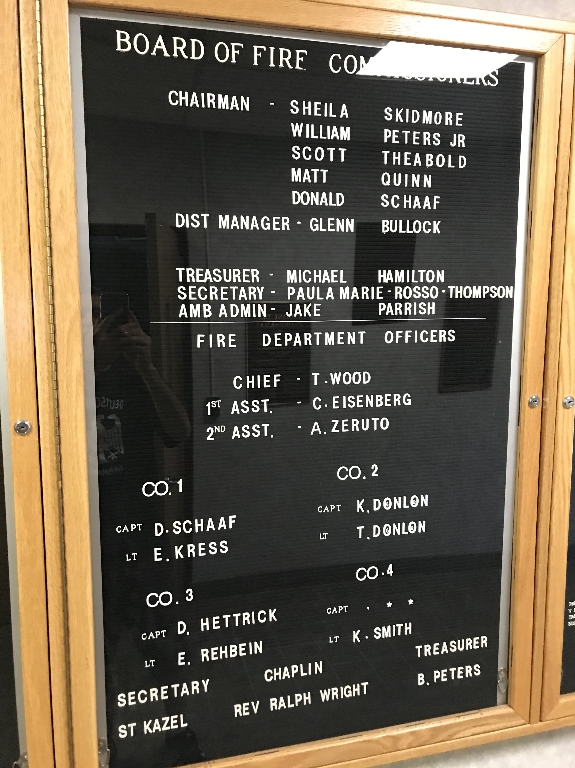 BOARD OF FIRE COMMISSIONERS
CHAIRMAN - SHEILA SKIDMORE
WILLIAM PETERS JR
SCOTT THEABOLD
MATT QUINN
DONALD SCHAAF
DIST MANAGER - GLENN BULLOCK
TREASURER - MICHAEL HAMILTON
SECRETARY - PAULA MARIE - ROSSO - THOMPSON
AMB ADMIN - JAKE PARRISH
FIRE DEPARTMENT OFFICERS
CHIEF - T. WOOD
1ST ASST. - C. EISENBERG
2ND ASST. - A. ZERUTO
CO. 1
CAPT D. SCHAAF
LT E. KRESS
CO. 2
CAPT K. DONLON
LT T. DONLON
CO. 3
CAPT D. HETTRICK
LT E. REHBEIN
CO. 4
CAPT . * *
LT K. SMITH
SECRETARY CHAPLIN TREASURER
ST KAZEL REV RALPH WRIGHT B. PETERS